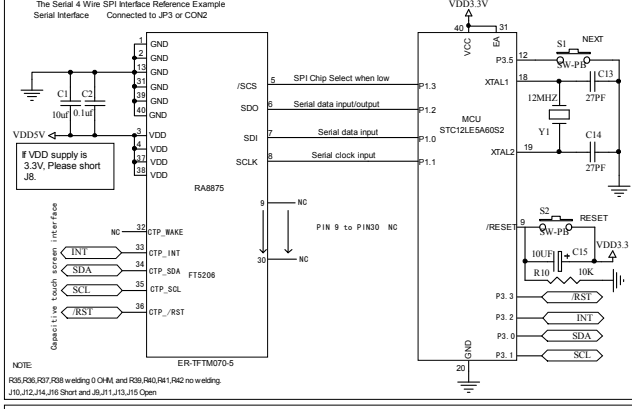 The Serial 4 Wire SPI Interface Reference Example
Serial Interface Connected to JP3 or CON2
VDD3.3V
1 GND
2 GND
13 GND
31 GND
39 GND
40 GND
C1 C2
10uf 0.1uf
VDD5V
3 VDD
4 VDD
37 VDD
38 VDD
If VDD supply is
3.3V, Please short
J8.
RA8875
/SCS 5 SPI Chip Select when low P1.3
SDO 6 Serial data input/output P1.2
SDI 7 Serial data input P1.0
SCLK 8 Serial clock input P1.1
9 NC
PIN 9 to PIN30 NC
30 NC
Capacitive touch screen interface
NC 32 CTP_WAKE
INT 33 CTP_INT
SDA 34 CTP_SDA
SCL 35 CTP_SCL
/RST 36 CTP_/RST
FT5206
ER-TFTM070-5
40 31
VCC EA
MCU
STC12LE5A60S2
P3.5 12
S1 NEXT
SW-PB
XTAL1 18
C13
27PF
12MHZ
Y1
XTAL2 19
C14
27PF
/RESET 9
S2 RESET
SW-PB
10UF + C15
VDD3.3
R10 10K
P3.3 /RST
P3.2 INT
P3.0 SDA
P3.1 SCL
GND
20
NOTE:
R35,R36,R37,R38 welding 0 OHM, and R39,R40,R41,R42 no welding.
J10,J12,J14,J16 Short and J9,J11,J13,J15 Open